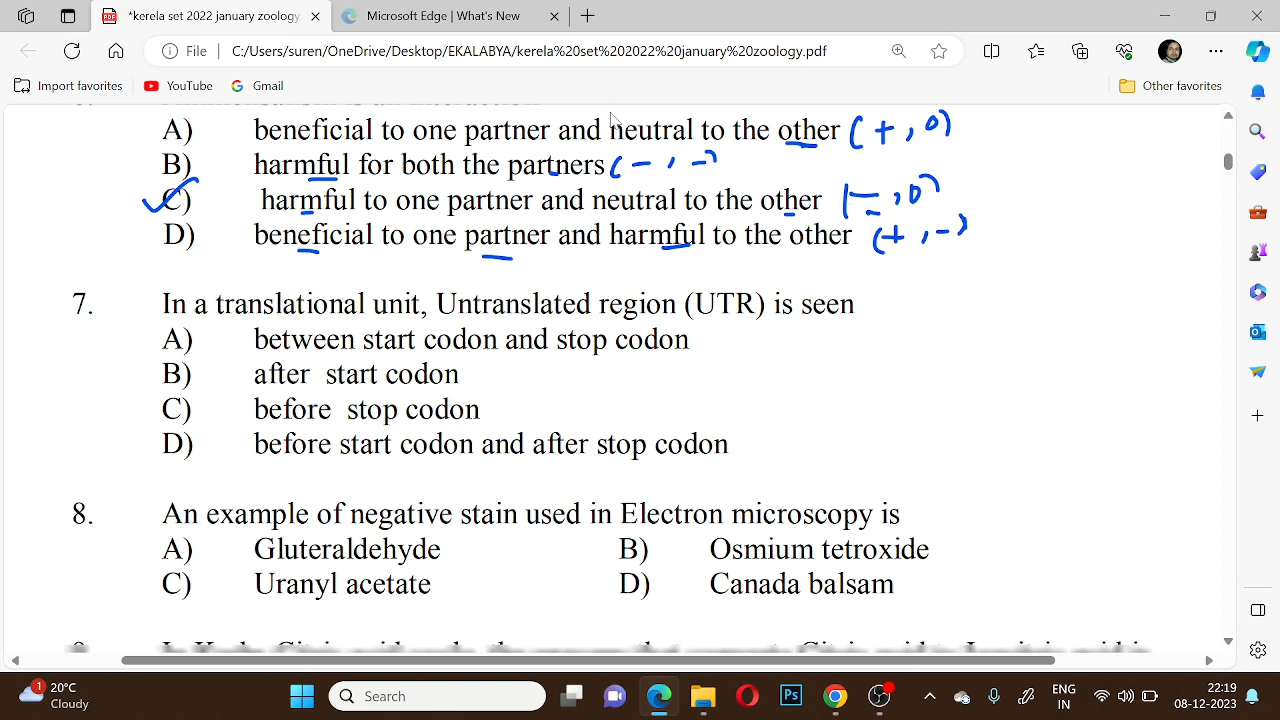 *kerela set 2022 january zoology.
Microsoft Edge | What's New
File
C:/Users/suren/OneDrive/Desktop/EKALABYA/kerela%20set%202022%20january%20zoology.pdf
Import favorites
YouTube
Gmail
Other favorites
A) beneficial to one partner and neutral to the other (+, 0)
B) harmful for both the partners (-, -)
C) harmful to one partner and neutral to the other (-, 0)
D) beneficial to one partner and harmful to the other (+, -)
7. In a translational unit, Untranslated region (UTR) is seen
A) between start codon and stop codon
B) after start codon
C) before stop codon
D) before start codon and after stop codon
8. An example of negative stain used in Electron microscopy is
A) Gluteraldehyde B) Osmium tetroxide
C) Uranyl acetate D) Canada balsam
1
20°C
Cloudy
Search
Ps
ENG
IN
22:19
08-12-2023